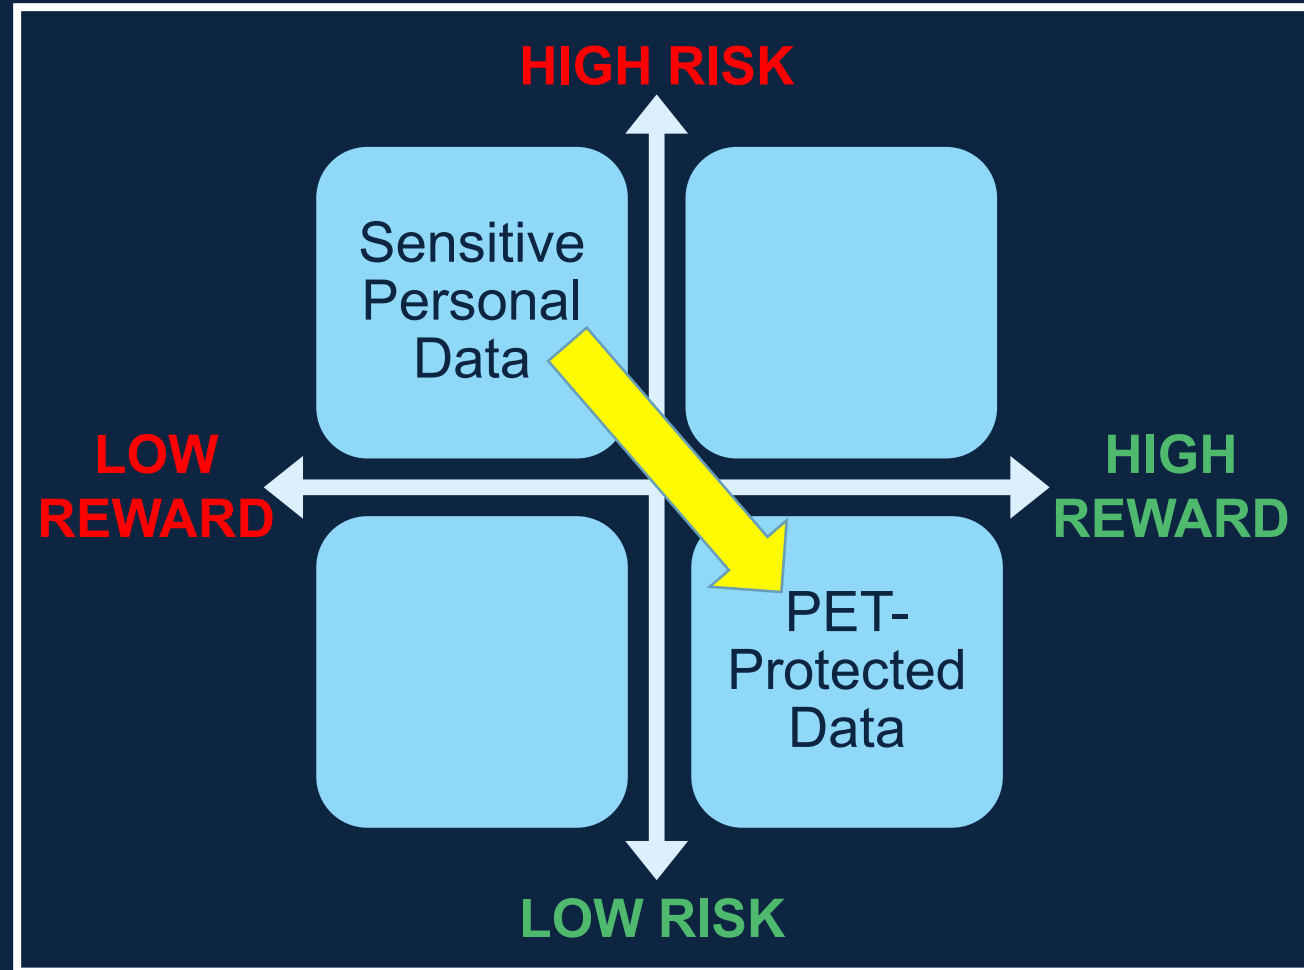 HIGH RISK
Sensitive
Personal
Data
LOW
REWARD
HIGH
REWARD
PET-
Protected
Data
LOW RISK